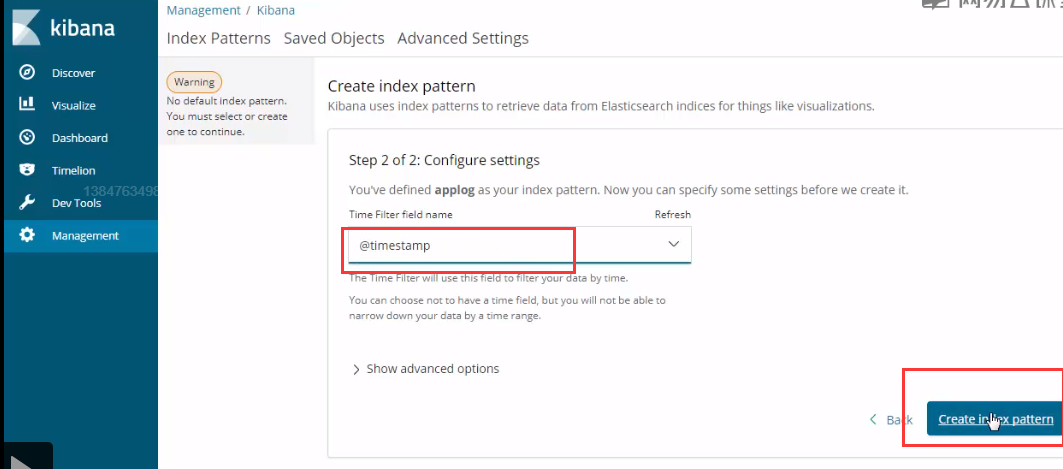 kibana
Discover
Visualize
Dashboard
Timelion
1384763498
Dev Tools
Management
Management / Kibana
Index Patterns Saved Objects Advanced Settings
Warning
No default index pattern.
You must select or create
one to continue.
Create index pattern
Kibana uses index patterns to retrieve data from Elasticsearch indices for things like visualizations.
Step 2 of 2: Configure settings
You've defined applog as your index pattern. Now you can specify some settings before we create it.
Time Filter field name Refresh
@timestamp
The Time Filter will use this field to filter your data by time.
You can choose not to have a time field, but you will not be able to
narrow down your data by a time range.
Show advanced options
Back Create index pattern